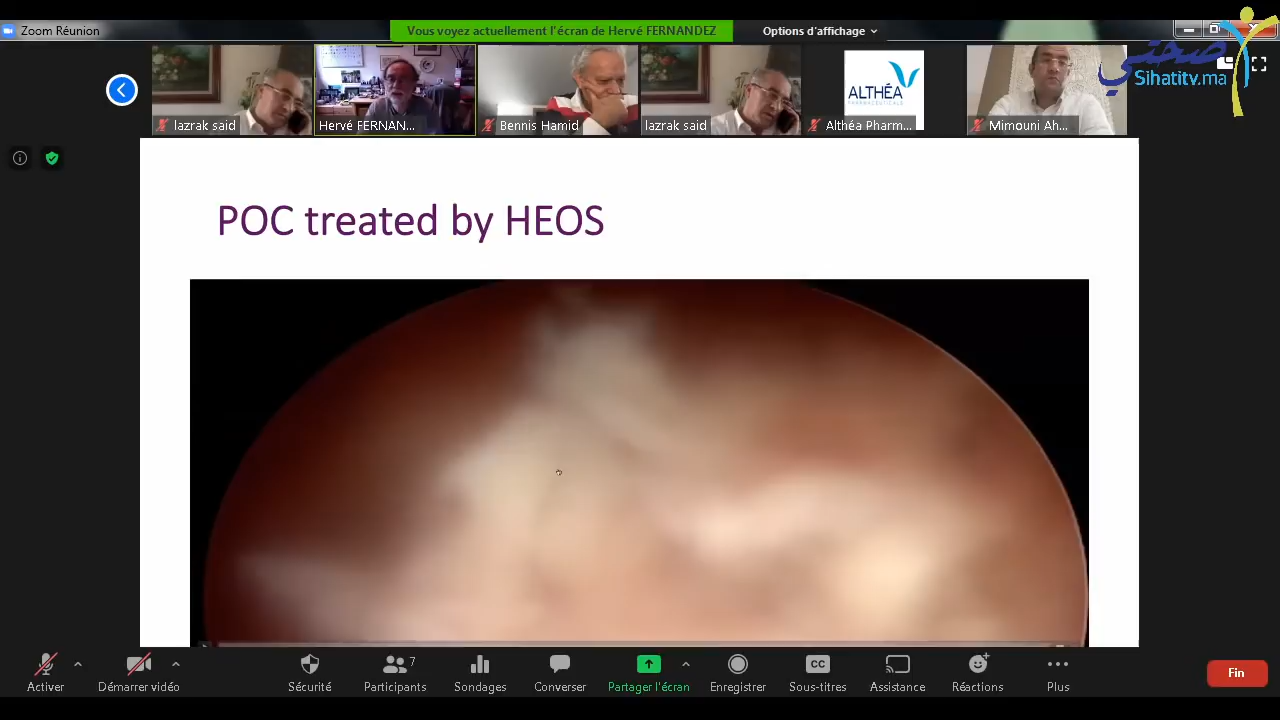 Zoom Réunion
Vous voyez actuellement l'écran de Hervé FERNANDEZ
Options d'affichage
صحتي
Sihatitv.ma
lazrak said
Hervé FERNAN...
Bennis Hamid
lazrak said
ALTHÉA
PHARMACEUTICALS
Althéa Pharm...
Mimouni Ah...
POC treated by HEOS
Activer
Démarrer vidéo
Sécurité
7
Participants
Sondages
Converser
Partager l'écran
Enregistrer
CC
Sous-titres
Assistance
Réactions
Plus
Fin